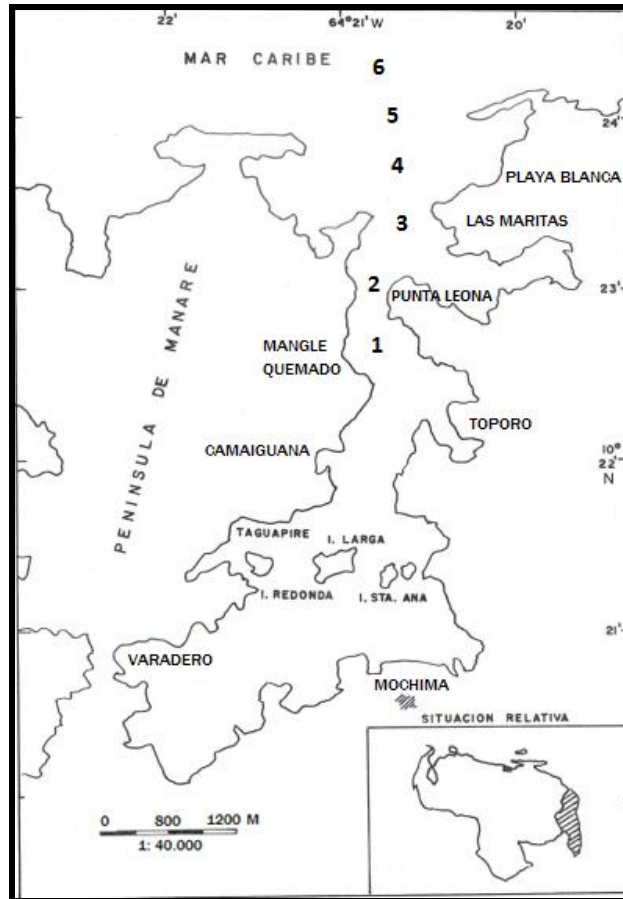 22'
64° 21' W
20'
MAR CARIBE
6
5
24'
4
PLAYA BLANCA
3
LAS MARITAS
2
PUNTA LEONA
23'
PENINSULA DE MANARE
1
MANGLE
QUEMADO
TOPORO
CAMAIGUANA
10°
22'
N
TAGUAPIRE
I. LARGA
I. REDONDA
I. STA. ANA
21'
VARADERO
MOCHIMA
SITUACION RELATIVA
0 800 1200 M
1: 40.000